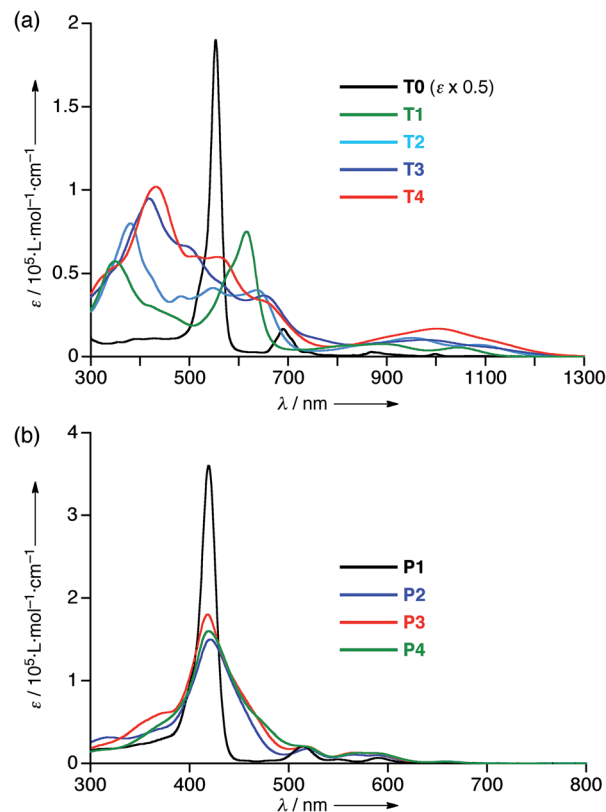 (a)
2
1.5
1
0.5
0
ε / 10⁵·L·mol⁻¹·cm⁻¹
T0 (ε x 0.5)
T1
T2
T3
T4
300 500 700 900 1100 1300
λ / nm
(b)
4
3
2
1
0
ε / 10⁵·L·mol⁻¹·cm⁻¹
P1
P2
P3
P4
300 400 500 600 700 800
λ / nm